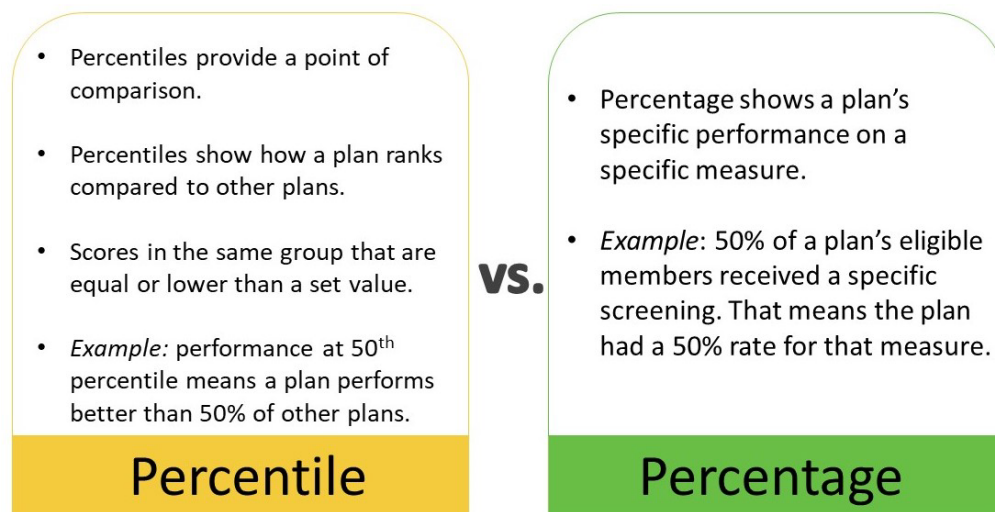 • Percentiles provide a point of
comparison.
• Percentiles show how a plan ranks
compared to other plans.
• Scores in the same group that are
equal or lower than a set value.
• Example: performance at 50th
percentile means a plan performs
better than 50% of other plans.
Percentile
vs.
• Percentage shows a plan’s
specific performance on a
specific measure.
• Example: 50% of a plan’s eligible
members received a specific
screening. That means the plan
had a 50% rate for that measure.
Percentage